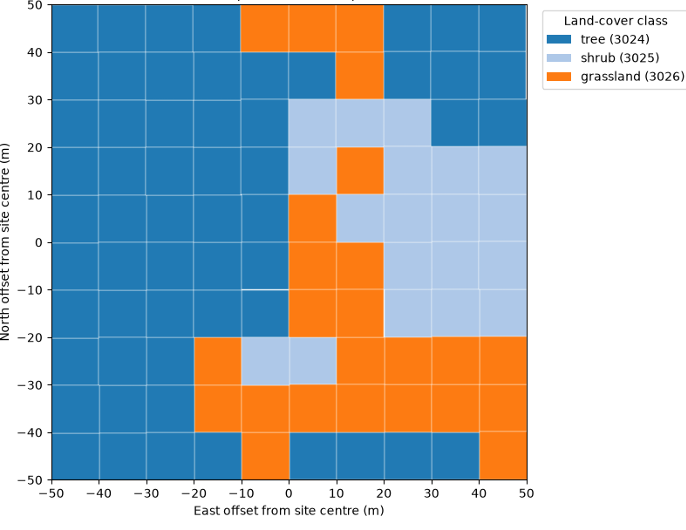 50
40
30
20
10
0
−10
−20
−30
−40
−50
North offset from site centre (m)
−50 −40 −30 −20 −10 0 10 20 30 40 50
East offset from site centre (m)
Land-cover class
tree (3024)
shrub (3025)
grassland (3026)